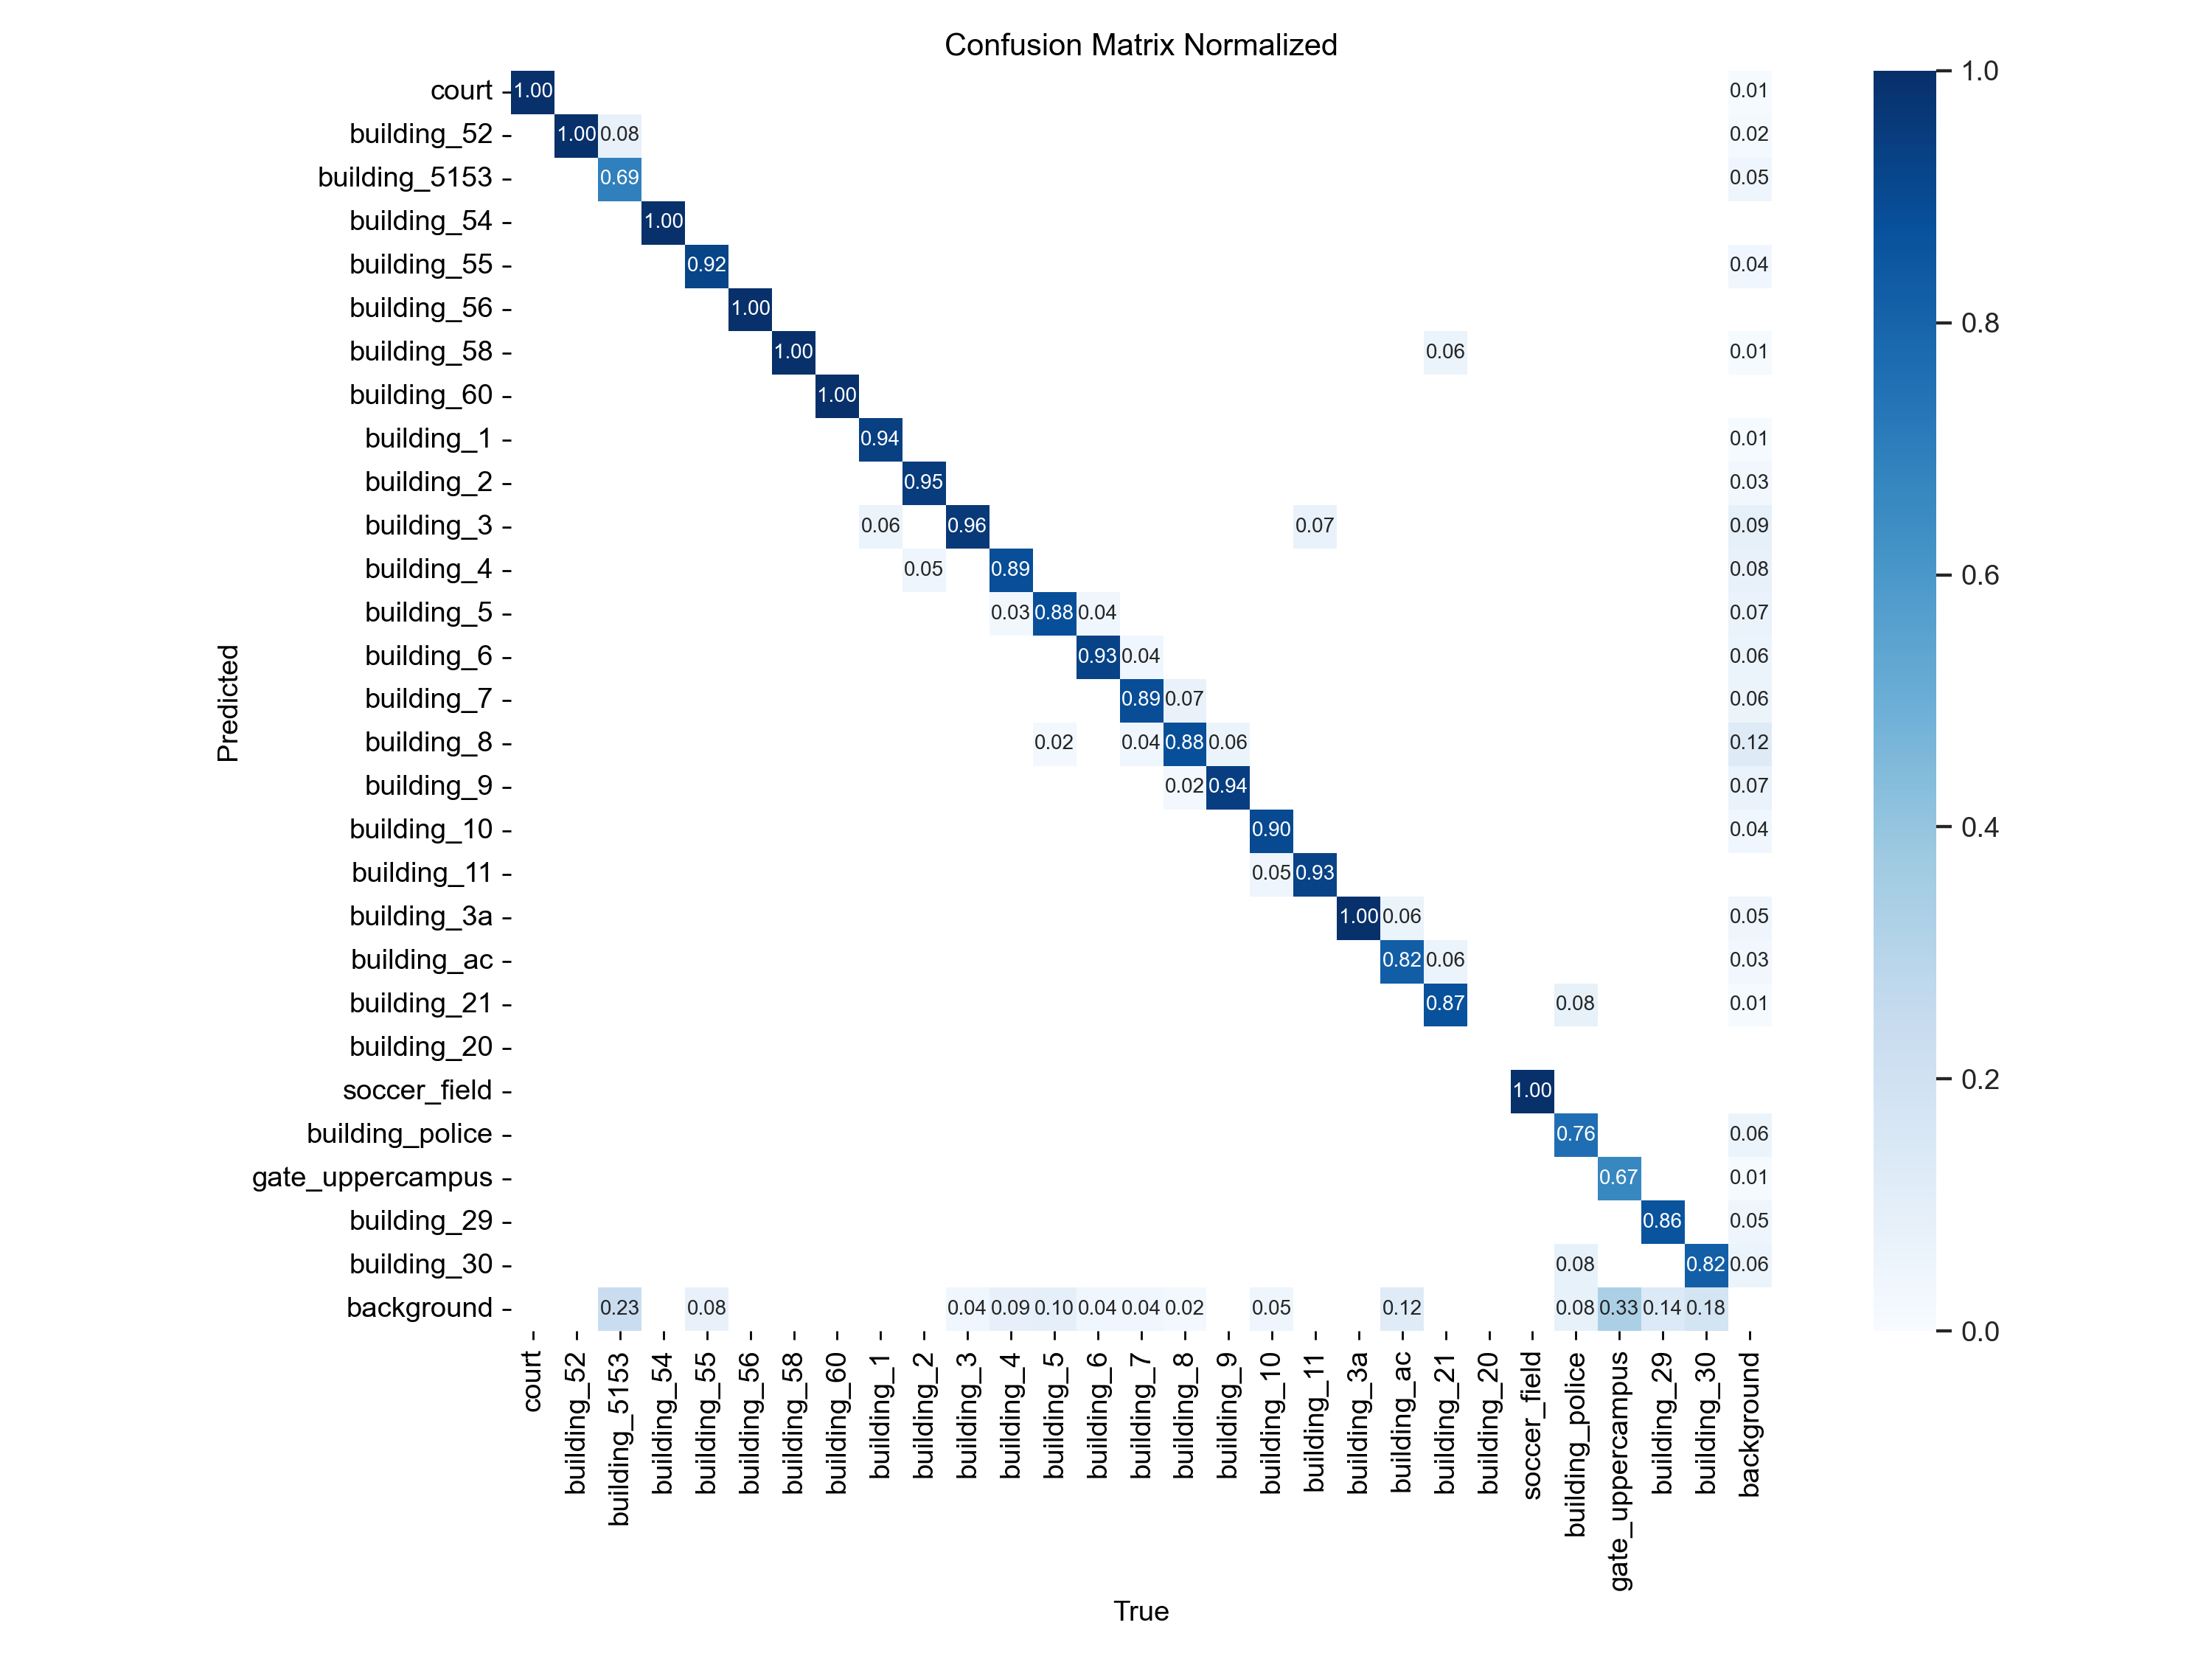 Confusion Matrix Normalized
court 1.00 0.01 1.0
building_52 1.00 0.08 0.02
building_5153 0.69 0.05
building_54 1.00
building_55 0.92 0.04
building_56 1.00 0.8
building_58 1.00 0.06 0.01
building_60 1.00
building_1 0.94 0.01
building_2 0.95 0.03
building_3 0.06 0.96 0.07 0.09
building_4 0.05 0.89 0.08 0.6
building_5 0.03 0.88 0.04 0.07
building_6 0.93 0.04 0.06
building_7 0.89 0.07 0.06
Predicted
building_8 0.02 0.04 0.88 0.06 0.12
building_9 0.02 0.94 0.07
building_10 0.90 0.04 0.4
building_11 0.05 0.93
building_3a 1.00 0.06 0.05
building_ac 0.82 0.06 0.03
building_21 0.87 0.08 0.01
building_20
soccer_field 1.00 0.2
building_police 0.76 0.06
gate_uppercampus 0.67 0.01
building_29 0.86 0.05
building_30 0.08 0.82 0.06
background 0.23 0.08 0.04 0.09 0.10 0.04 0.04 0.02 0.05 0.12 0.08 0.33 0.14 0.18 0.0
court building_52 building_5153 building_54 building_55 building_56 building_58 building_60 building_1 building_2 building_3 building_4 building_5 building_6 building_7 building_8 building_9 building_10 building_11 building_3a building_ac building_21 building_20 soccer_field building_police gate_uppercampus building_29 building_30 background
True